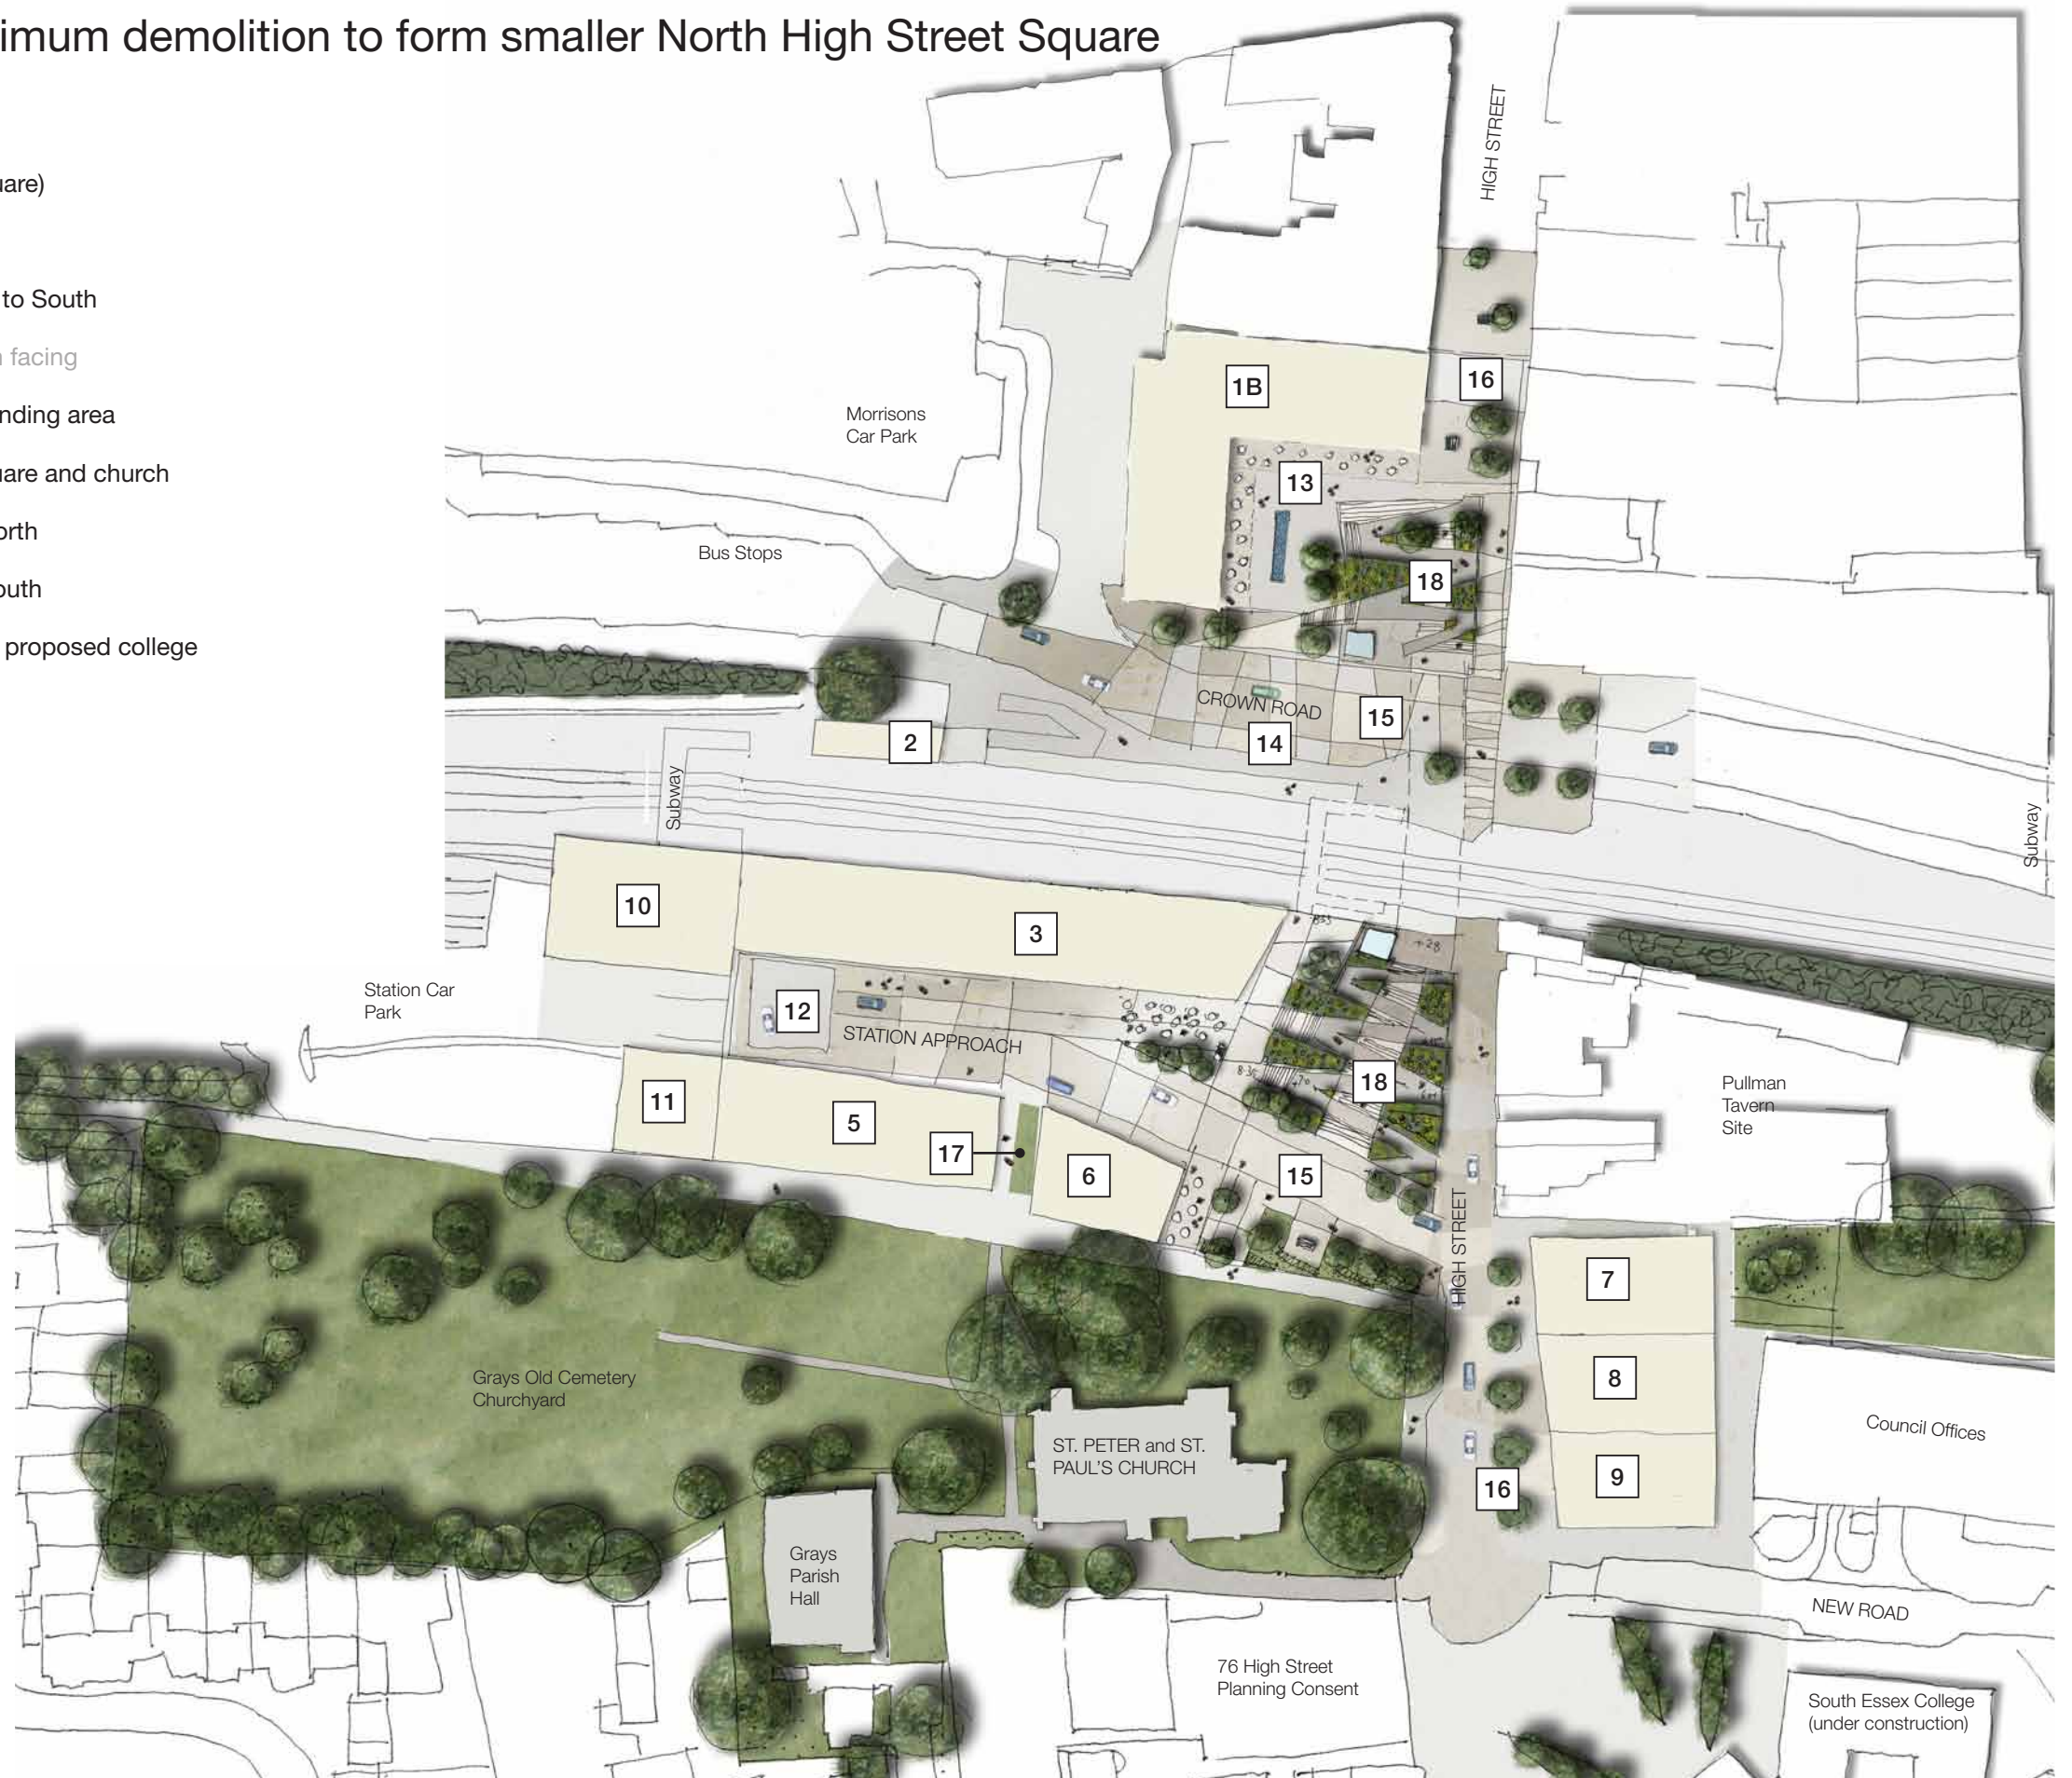 imum demolition to form smaller North High Street Square
uare)
to South
n facing
nding area
uare and church
orth
outh
proposed college
HIGH STREET
1B
16
Morrisons
Car Park
13
Bus Stops
18
CROWN ROAD
15
14
2
Subway
Subway
10
3
Station Car
Park
12
STATION APPROACH
18
Pullman
Tavern
Site
11
5
17
6
15
HIGH STREET
7
8
9
16
Grays Old Cemetery
Churchyard
ST. PETER and ST.
PAUL'S CHURCH
Council Offices
Grays
Parish
Hall
NEW ROAD
76 High Street
Planning Consent
South Essex College
(under construction)